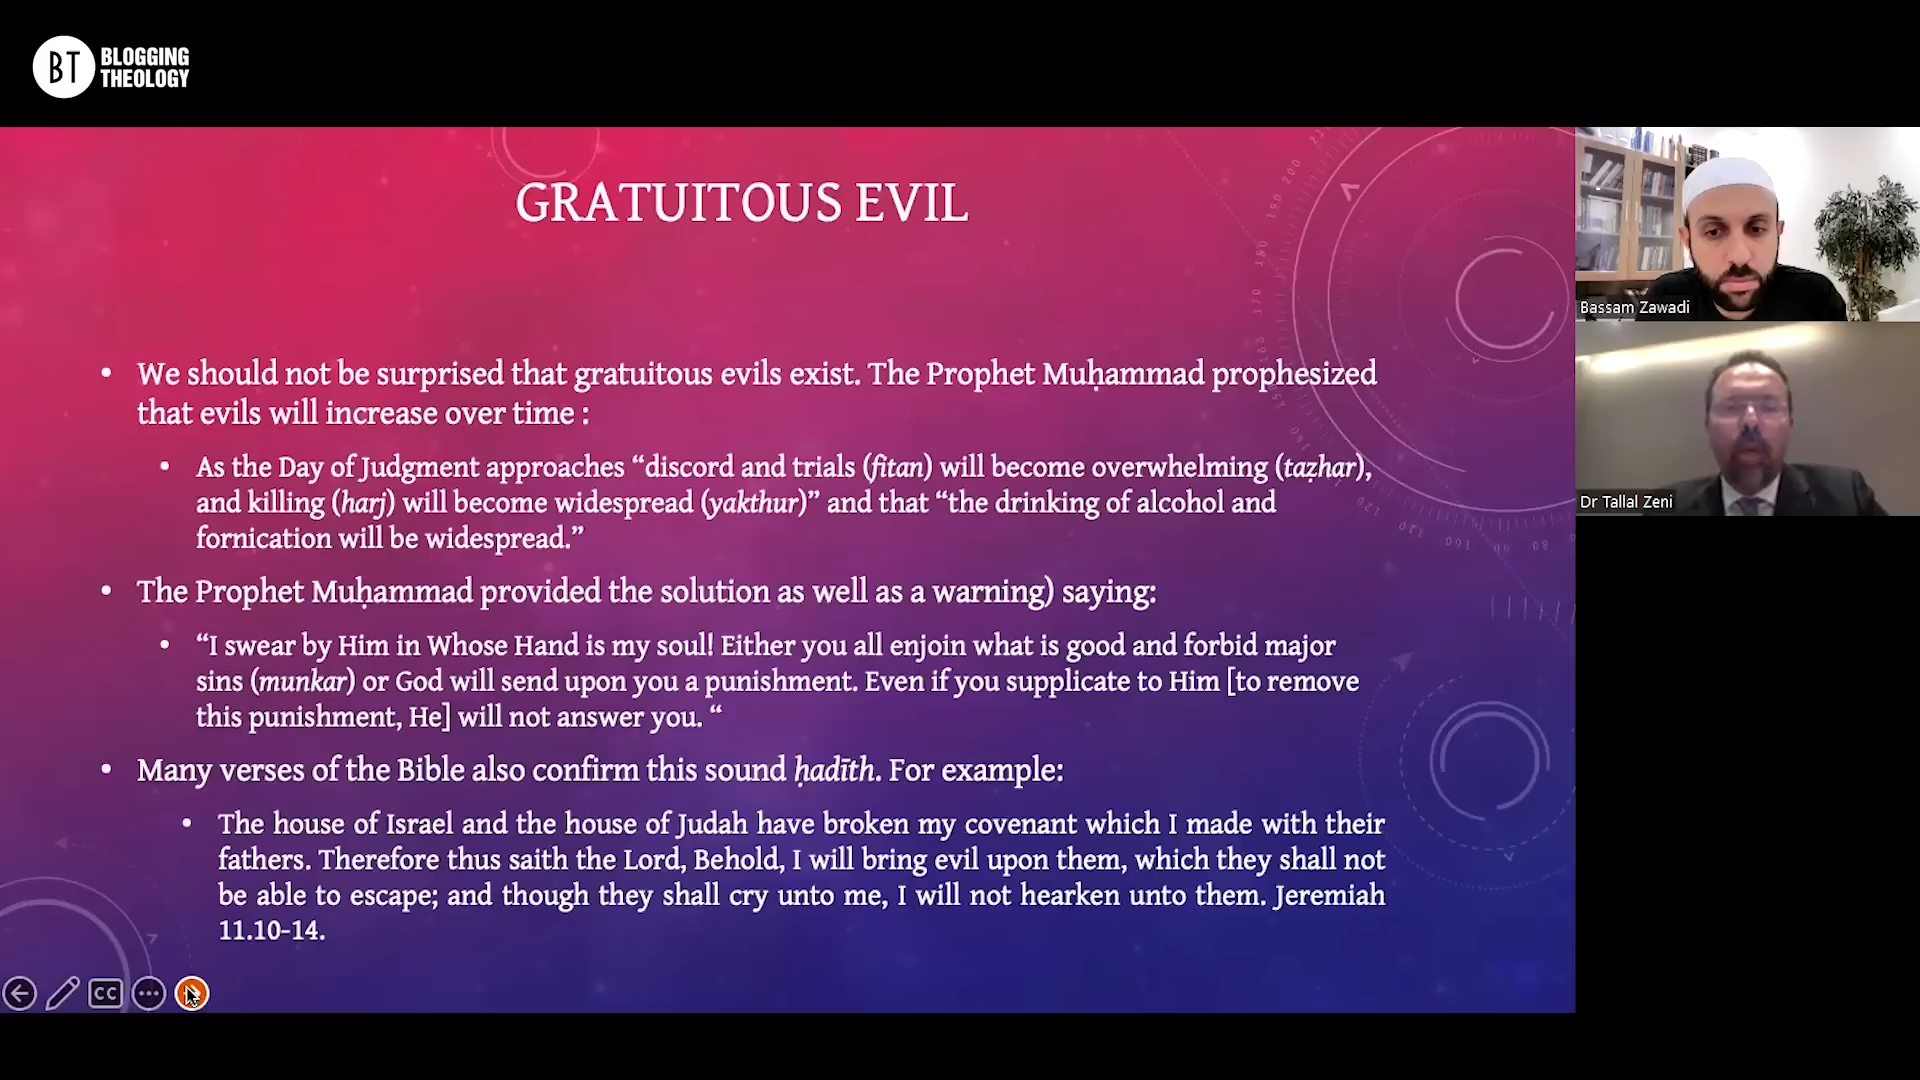 BT BLOGGING
THEOLOGY
GRATUITOUS EVIL
• We should not be surprised that gratuitous evils exist. The Prophet Muḥammad prophesized
that evils will increase over time :
• As the Day of Judgment approaches “discord and trials (fitan) will become overwhelming (taẓhar),
and killing (harj) will become widespread (yakthur)” and that “the drinking of alcohol and
fornication will be widespread.”
• The Prophet Muḥammad provided the solution as well as a warning) saying:
• “I swear by Him in Whose Hand is my soul! Either you all enjoin what is good and forbid major
sins (munkar) or God will send upon you a punishment. Even if you supplicate to Him [to remove
this punishment, He] will not answer you. “
• Many verses of the Bible also confirm this sound ḥadīth. For example:
• The house of Israel and the house of Judah have broken my covenant which I made with their
fathers. Therefore thus saith the Lord, Behold, I will bring evil upon them, which they shall not
be able to escape; and though they shall cry unto me, I will not hearken unto them. Jeremiah
11.10-14.
CC
Bassam Zawadi
Dr Tallal Zeni